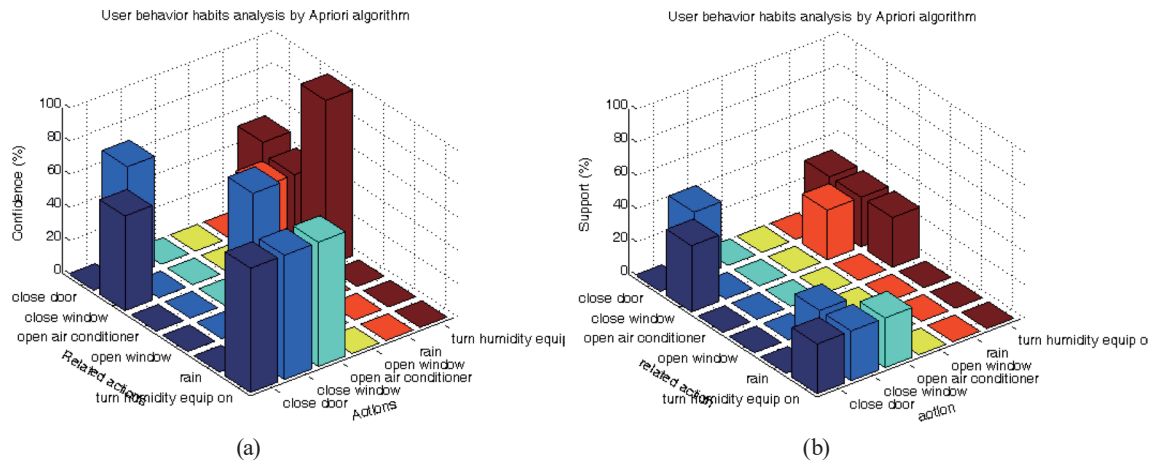 User behavior habits analysis by Apriori algorithm
100
80
60
40
20
0
Confidence (%)
close door
close window
open air conditioner
open window
rain
turn humidity equip on
Related actions
close door
close window
open air conditioner
open window
rain
turn humidity equip
Actions
(a)
User behavior habits analysis by Apriori algorithm
100
80
60
40
20
0
Support (%)
close door
close window
open air conditioner
open window
rain
turn humidity equip on
related action
close door
close window
open air conditioner
open window
rain
turn humidity equip o
action
(b)